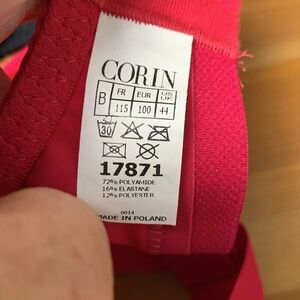 CORIN
B FR EUR US UK
115 100 44
30
17871
72% POLYAMIDE
16% ELASTANE
12% POLYESTER
0014
MADE IN POLAND